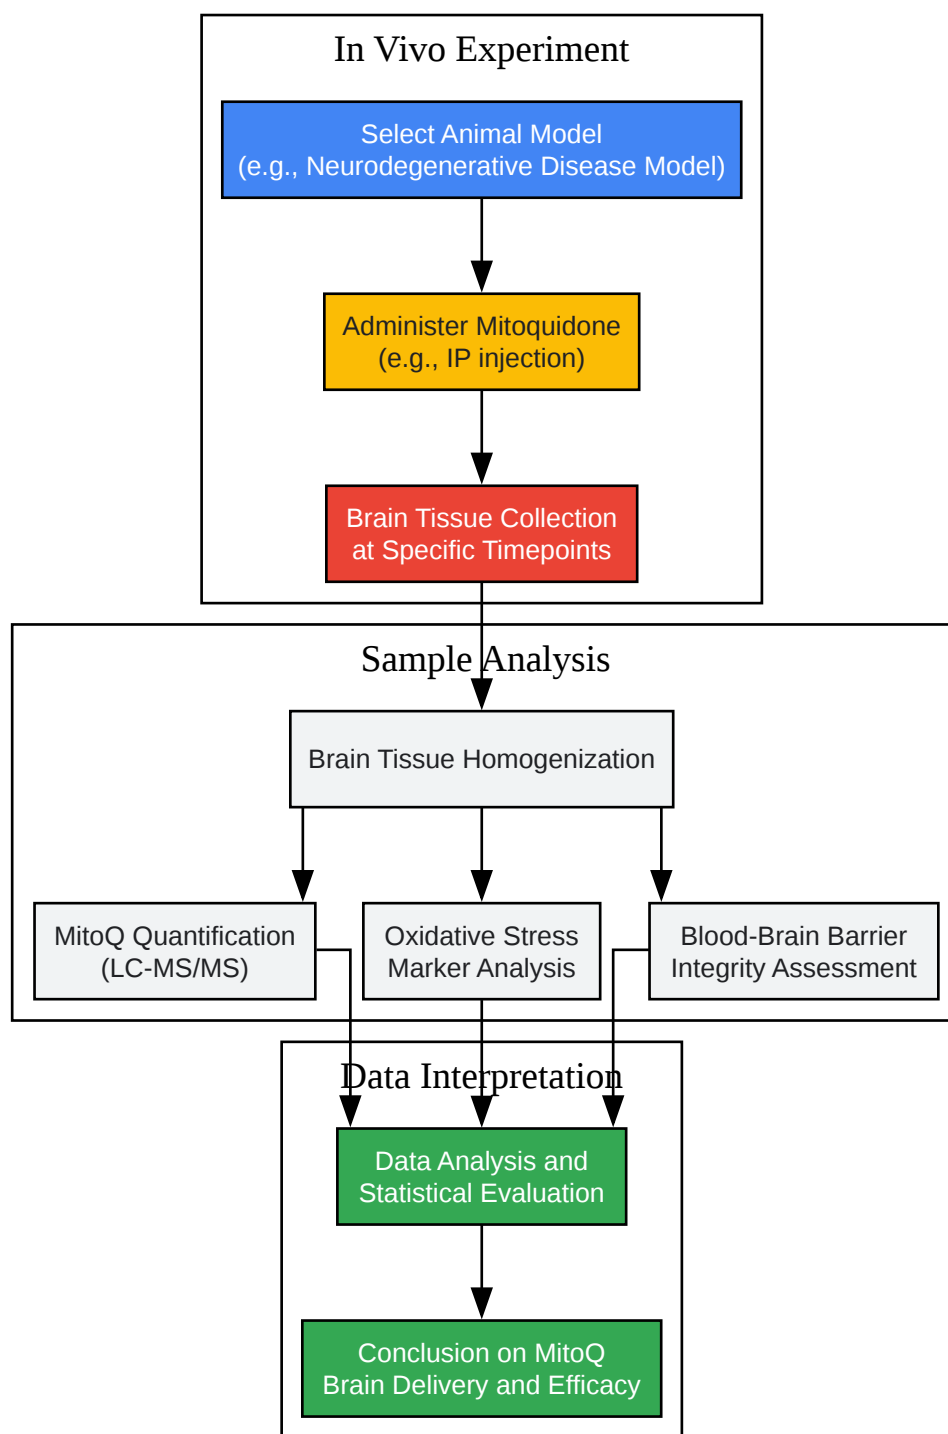 In Vivo Experiment
Select Animal Model
(e.g., Neurodegenerative Disease Model)
Administer Mitoquidone
(e.g., IP injection)
Brain Tissue Collection
at Specific Timepoints
Sample Analysis
Brain Tissue Homogenization
MitoQ Quantification
(LC-MS/MS)
Oxidative Stress
Marker Analysis
Blood-Brain Barrier
Integrity Assessment
Data Interpretation
Data Analysis and
Statistical Evaluation
Conclusion on MitoQ
Brain Delivery and Efficacy